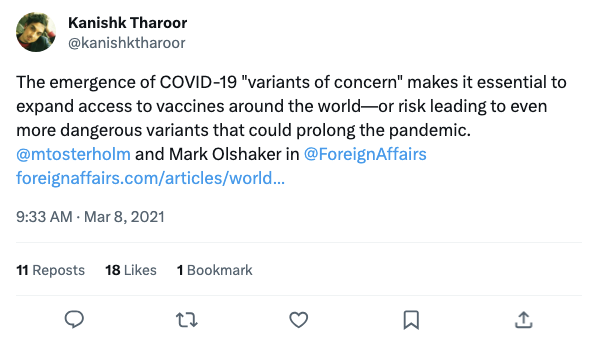 Kanishk Tharoor
@kanishktharoor
The emergence of COVID-19 "variants of concern" makes it essential to
expand access to vaccines around the world—or risk leading to even
more dangerous variants that could prolong the pandemic.
@mtosterholm and Mark Olshaker in @ForeignAffairs
foreignaffairs.com/articles/world...
9:33 AM · Mar 8, 2021
11 Reposts 18 Likes 1 Bookmark